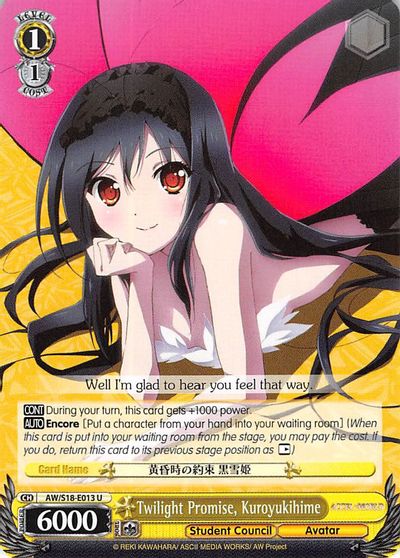 LEVEL
1
1
COST
Well I'm glad to hear you feel that way.
CONT During your turn, this card gets +1000 power.
AUTO Encore [Put a character from your hand into your waiting room] (When
this card is put into your waiting room from the stage, you may pay the cost. If
you do, return this card to its previous stage position as REST)
Card Name 黄昏時の約束 黒雪姫
CH AW/S18-E013 U Twilight Promise, Kuroyukihime
POWER 6000 Student Council Avatar
© REKI KAWAHARA/ ASCII MEDIA WORKS/ AW Project